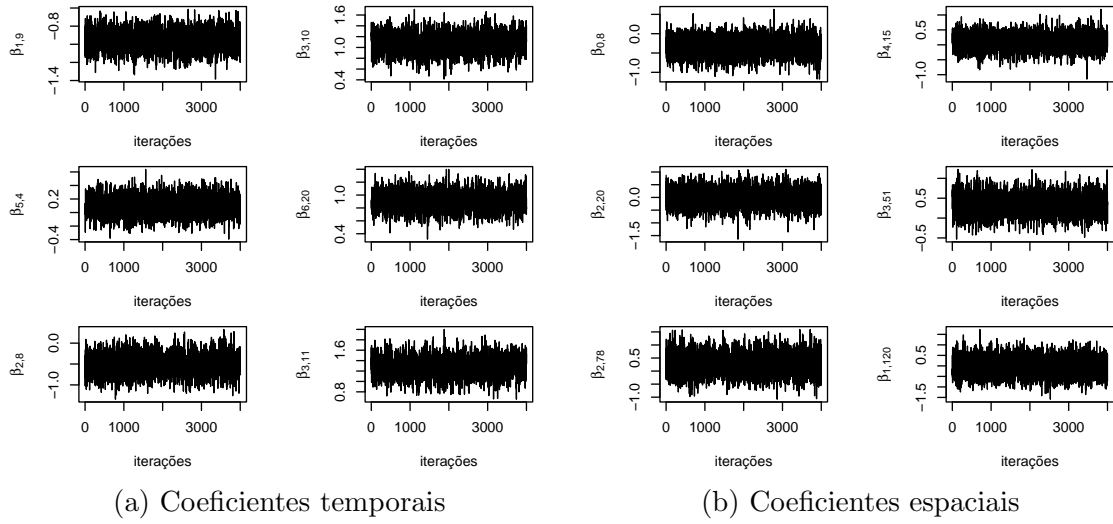 β1,9
−1.4 −0.8
0 1000 3000
iterações
β3,10
0.4 1.0 1.6
0 1000 3000
iterações
β5,4
−0.4 0.2
0 1000 3000
iterações
β6,20
0.4 1.0
0 1000 3000
iterações
β2,8
−1.0 0.0
0 1000 3000
iterações
β3,11
0.8 1.6
0 1000 3000
iterações
(a) Coeficientes temporais
β0,8
−1.0 0.0
0 1000 3000
iterações
β4,15
−1.0 0.5
0 1000 3000
iterações
β2,20
−1.5 0.0
0 1000 3000
iterações
β3,51
−0.5 0.5
0 1000 3000
iterações
β2,78
−1.0 0.5
0 1000 3000
iterações
β1,120
−1.5 0.5
0 1000 3000
iterações
(b) Coeficientes espaciais